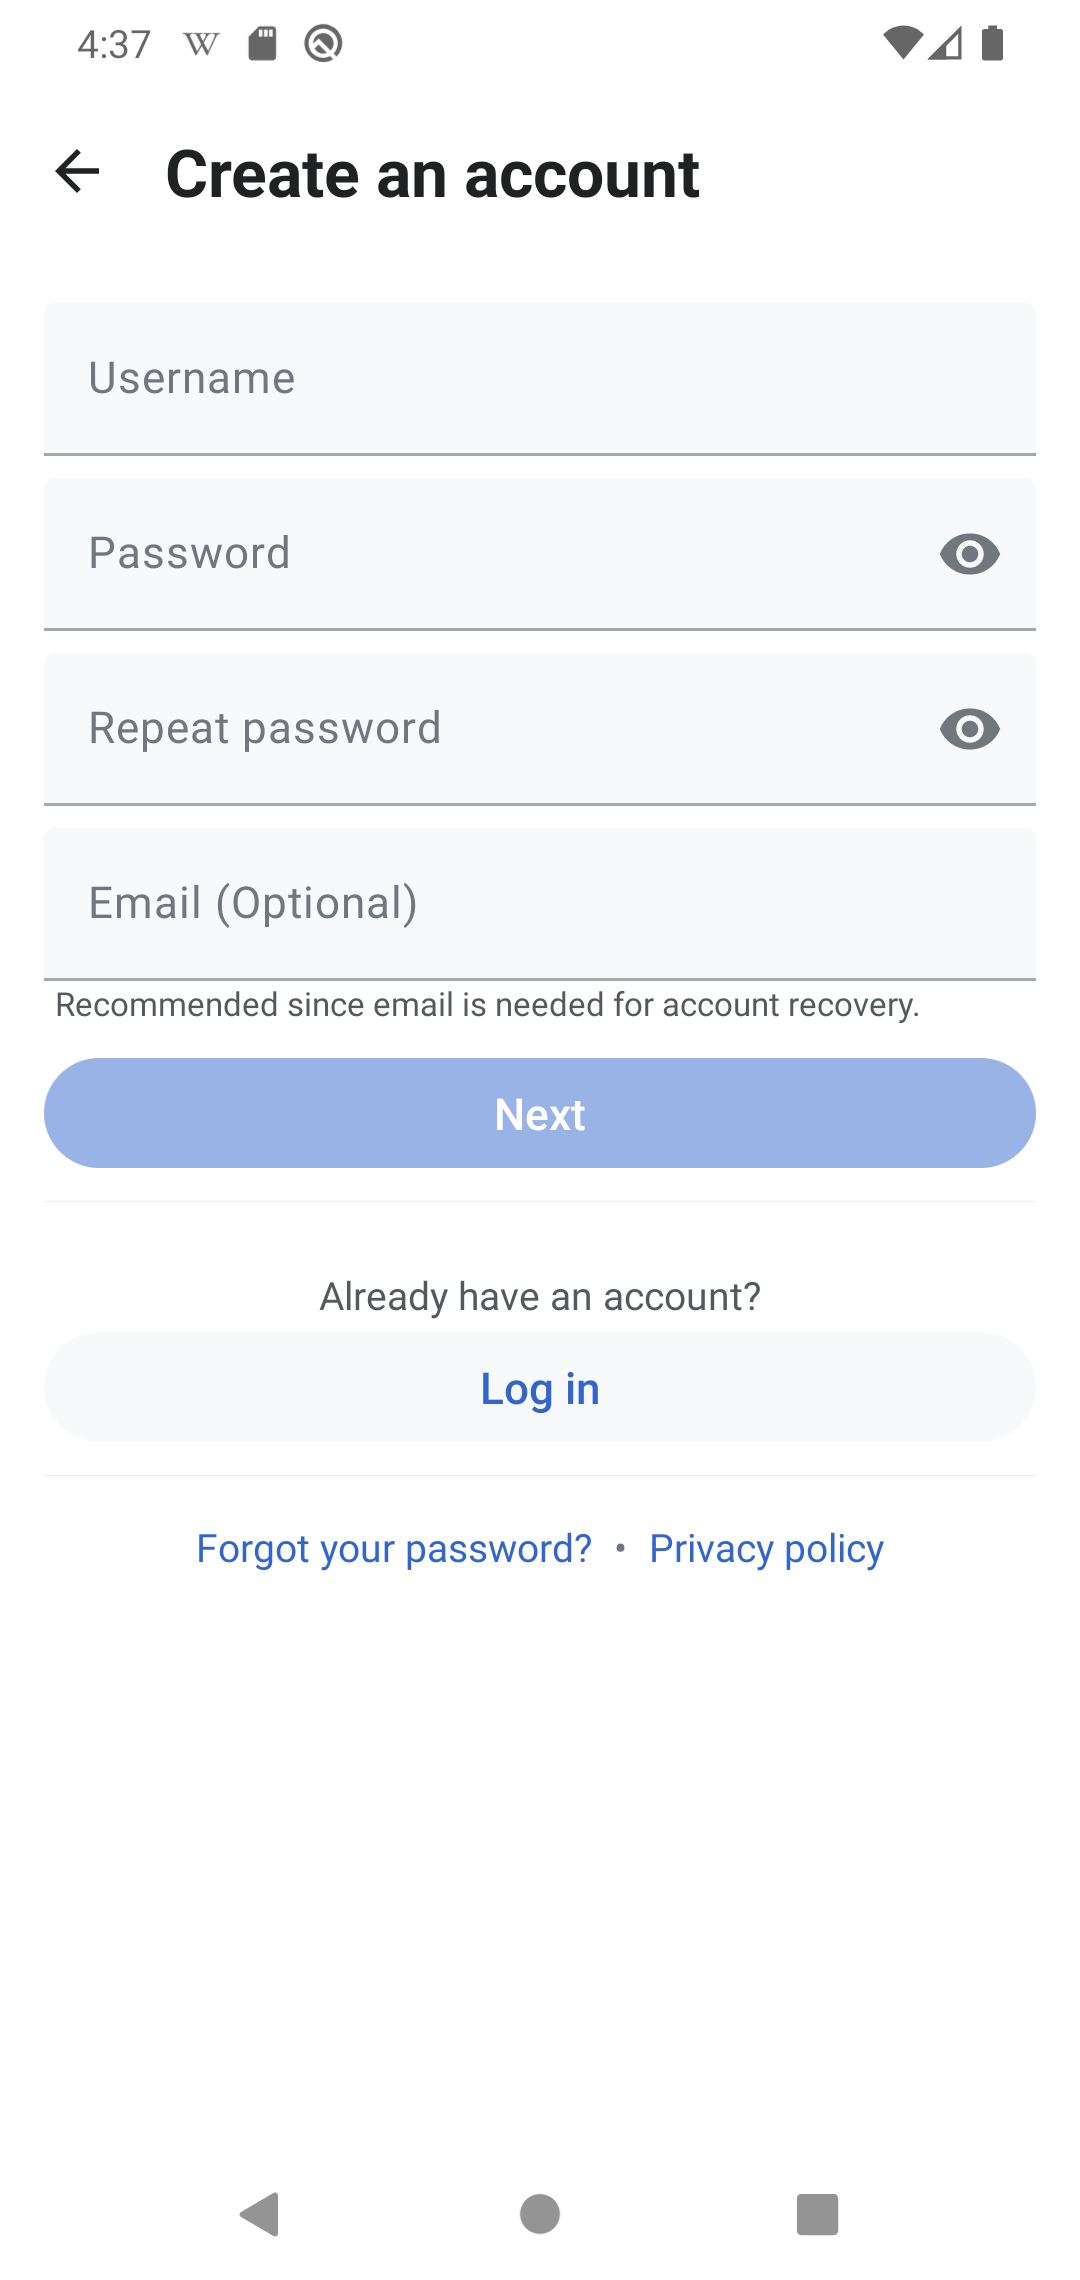 4:37 W
Create an account
Username
Password
Repeat password
Email (Optional)
Recommended since email is needed for account recovery.
Next
Already have an account?
Log in
Forgot your password? • Privacy policy